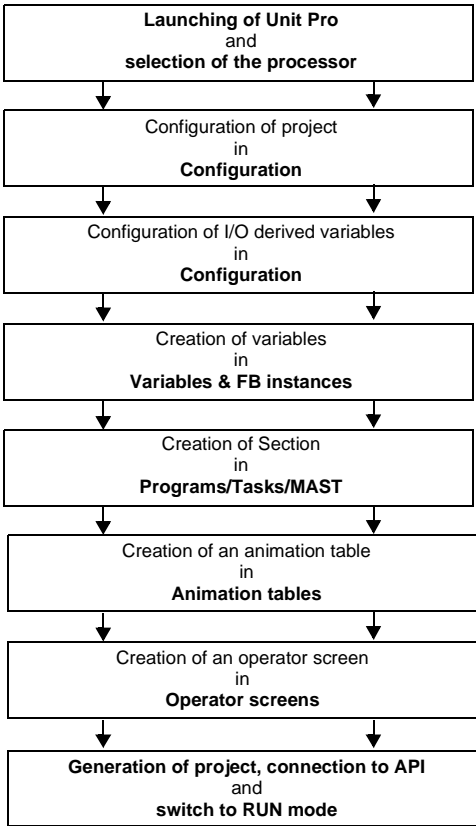 Launching of Unit Pro
and
selection of the processor
Configuration of project
in
Configuration
Configuration of I/O derived variables
in
Configuration
Creation of variables
in
Variables & FB instances
Creation of Section
in
Programs/Tasks/MAST
Creation of an animation table
in
Animation tables
Creation of an operator screen
in
Operator screens
Generation of project, connection to API
and
switch to RUN mode